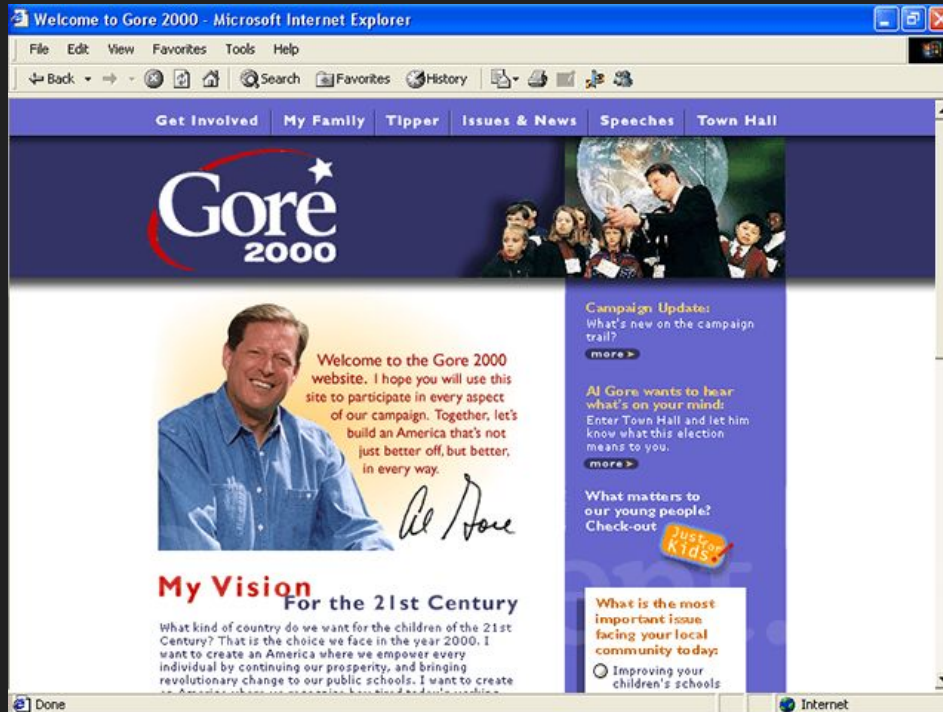 Welcome to Gore 2000 - Microsoft Internet Explorer
File Edit View Favorites Tools Help
Back Search Favorites History
Get Involved My Family Tipper Issues & News Speeches Town Hall
Gore
2000
Welcome to the Gore 2000
website. I hope you will use this
site to participate in every aspect
of our campaign. Together, let's
build an America that's not
just better off, but better,
in every way.
Al Gore
My Vision
For the 21st Century
What kind of country do we want for the children of the 21st
Century? That is the choice we face in the year 2000. I
want to create an America where we empower every
individual by continuing our prosperity, and bringing
revolutionary change to our public schools. I want to create
Campaign Update:
What's new on the campaign
trail?
more
Al Gore wants to hear
what's on your mind:
Enter Town Hall and let him
know what this election
means to you.
more
What matters to
our young people?
Check-out
Just for
Kids!
What is the most
important issue
facing your local
community today:
Improving your
children's schools
Done Internet